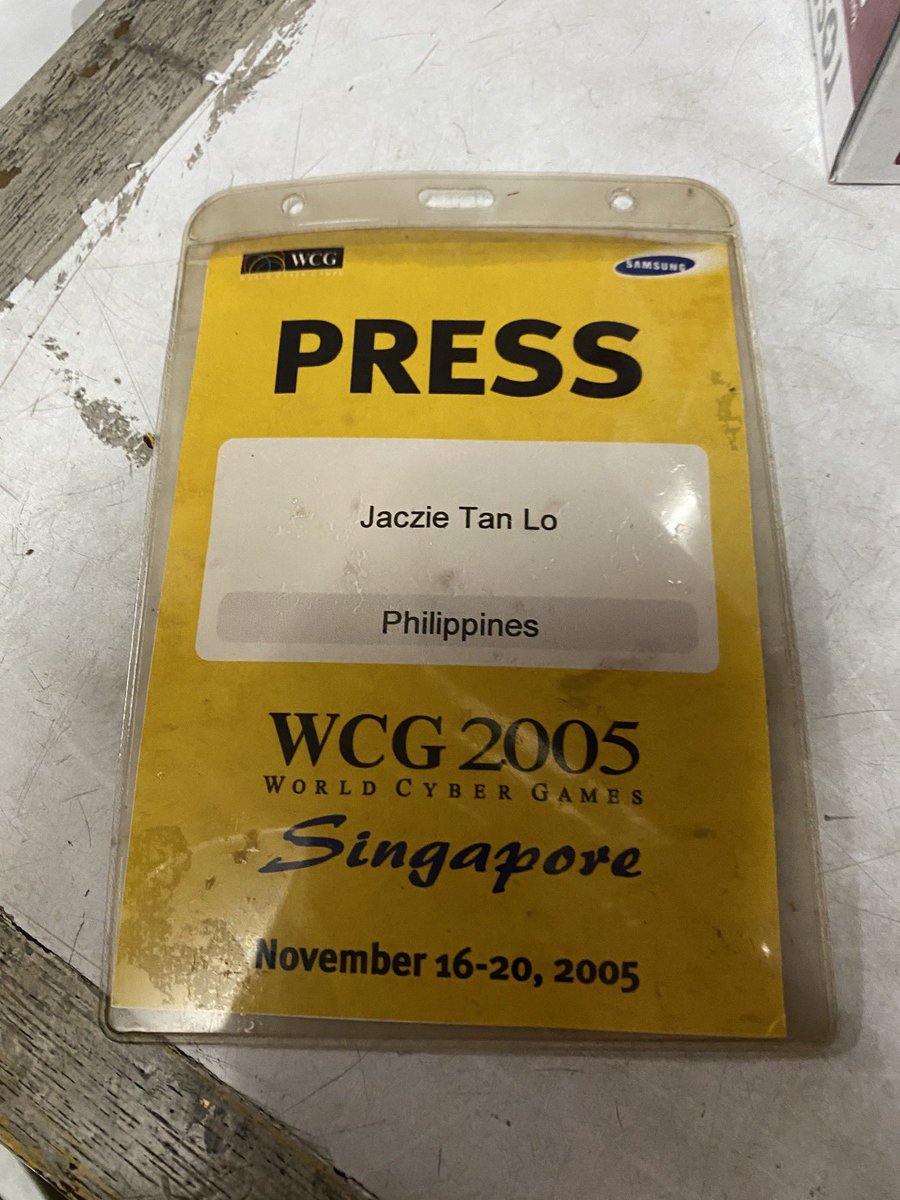 WCG
SAMSUNG
PRESS
Jaczie Tan Lo
Philippines
WCG 2005
WORLD CYBER GAMES
Singapore
November 16-20, 2005